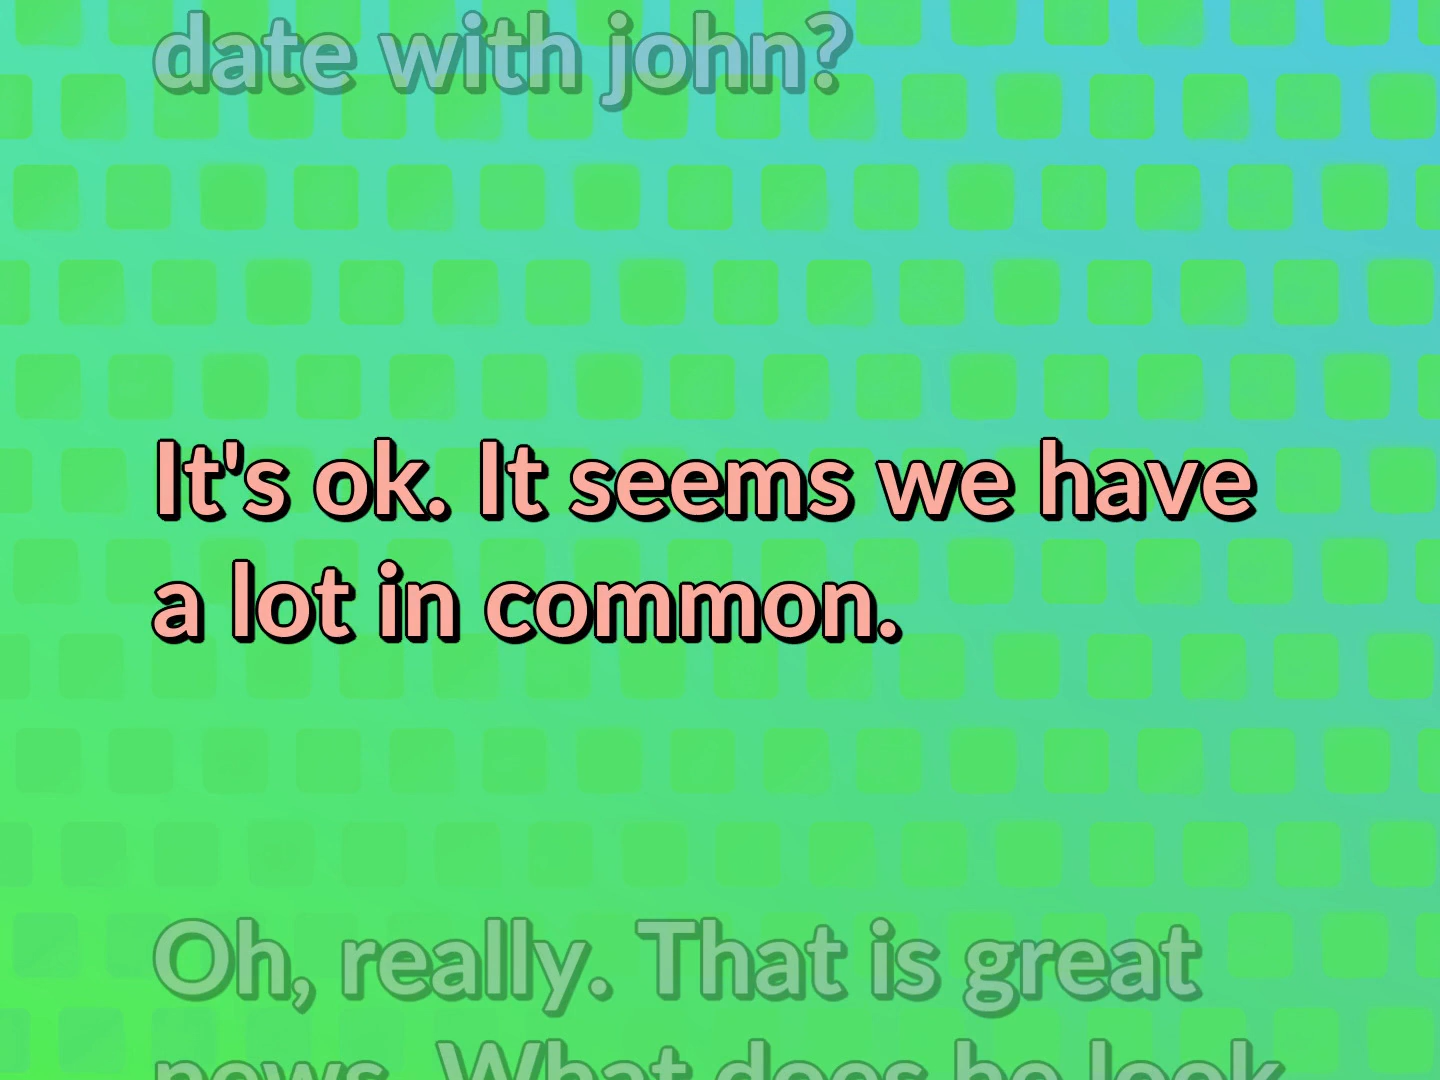 date with john?
It's ok. It seems we have
a lot in common.
Oh, really. That is great
news. What does he look